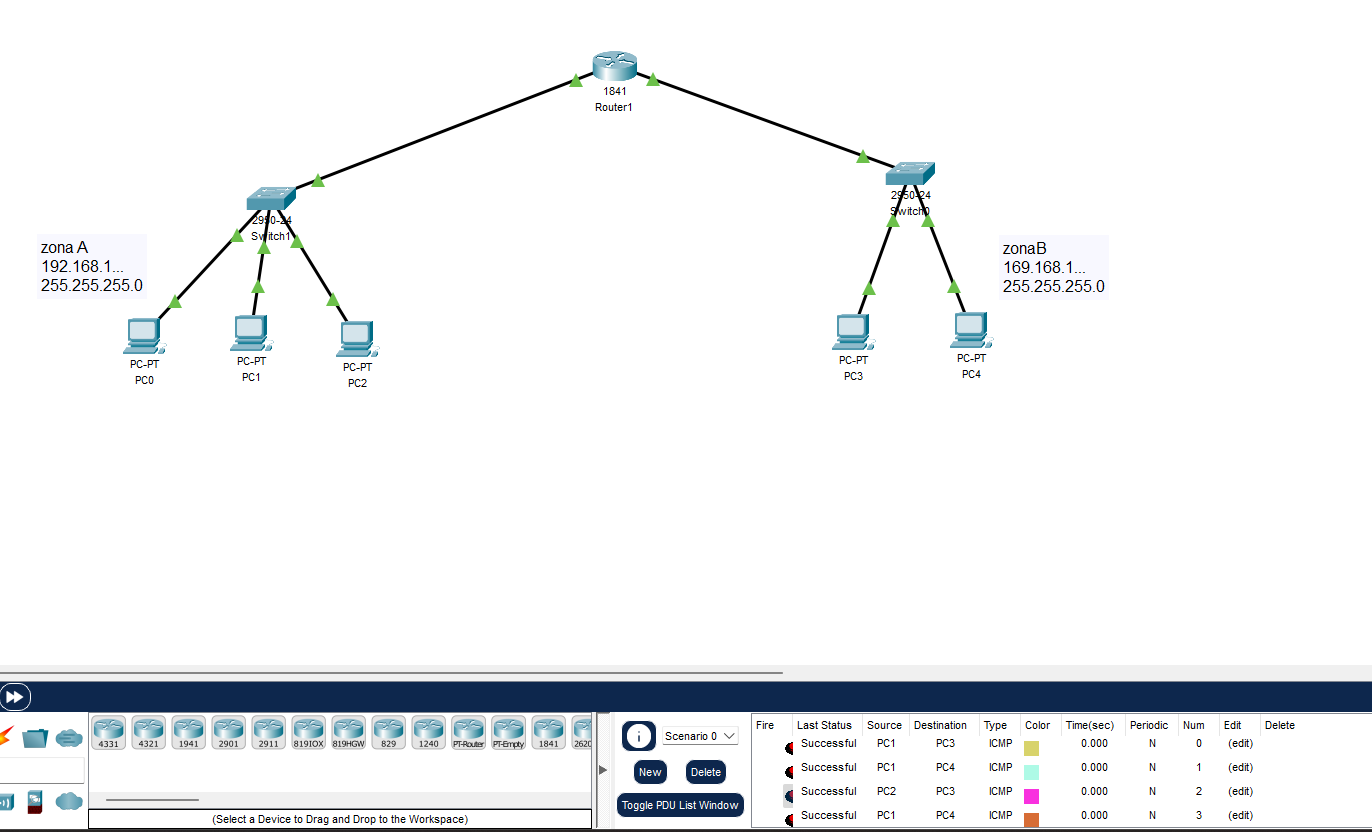 1841
Router1
2950-24
Switch1
2950-24
Switch0
zona A
192.168.1...
255.255.255.0
zonaB
169.168.1...
255.255.255.0
PC-PT
PC0
PC-PT
PC1
PC-PT
PC2
PC-PT
PC3
PC-PT
PC4
4331
4321
1941
2901
2911
819IOX
819HGW
829
1240
PT-Router
PT-Empty
1841
2620
(Select a Device to Drag and Drop to the Workspace)
Scenario 0
New
Delete
Toggle PDU List Window
Fire Last Status Source Destination Type Color Time(sec) Periodic Num Edit Delete
Successful PC1 PC3 ICMP 0.000 N 0 (edit)
Successful PC1 PC4 ICMP 0.000 N 1 (edit)
Successful PC2 PC3 ICMP 0.000 N 2 (edit)
Successful PC1 PC4 ICMP 0.000 N 3 (edit)